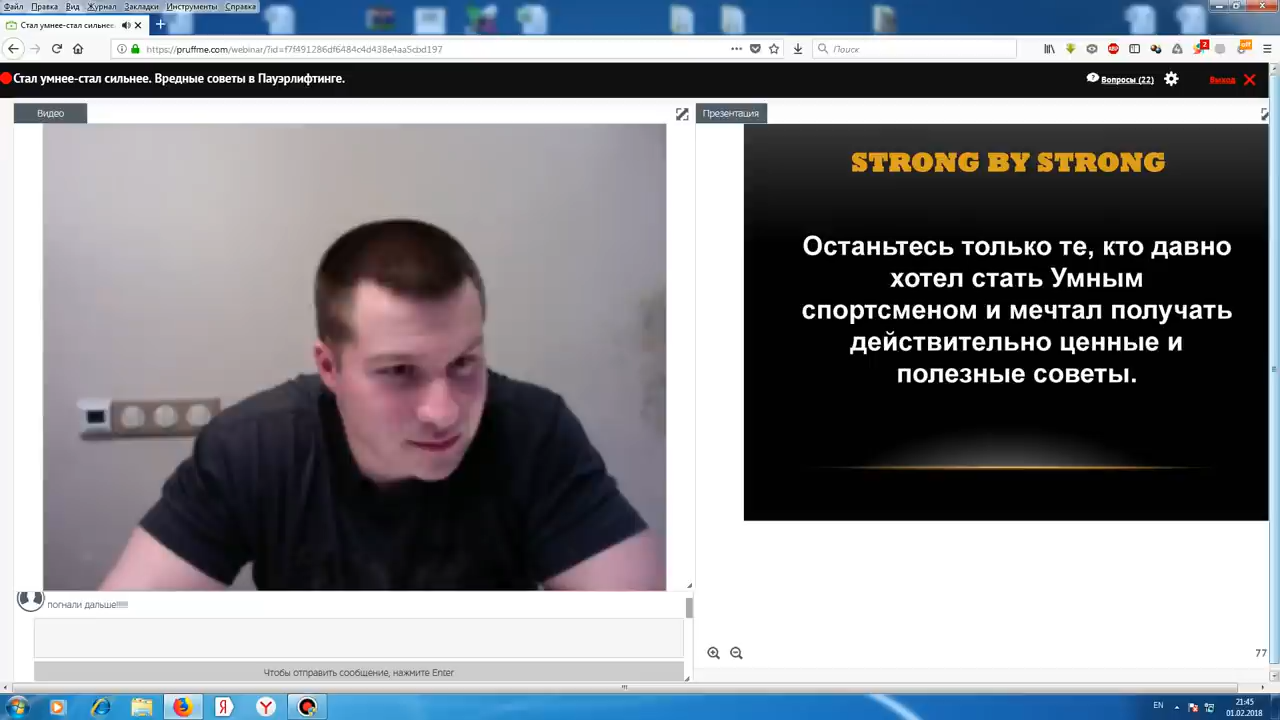 Файл Правка Вид Журнал Закладки Инструменты Справка
Стал умнее-стал сильнее
https://pruffme.com/webinar/?id=f7f491286df6484c4d438e4aa5cbd197
Поиск
2
gif
Стал умнее-стал сильнее. Вредные советы в Пауэрлифтинге.
Вопросы (22)
Выход
Видео
Презентация
STRONG BY STRONG
Останьтесь только те, кто давно
хотел стать Умным
спортсменом и мечтал получать
действительно ценные и
полезные советы.
погнали дальше!!!!!!
Чтобы отправить сообщение, нажмите Enter
77
EN
21:45
01.02.2018